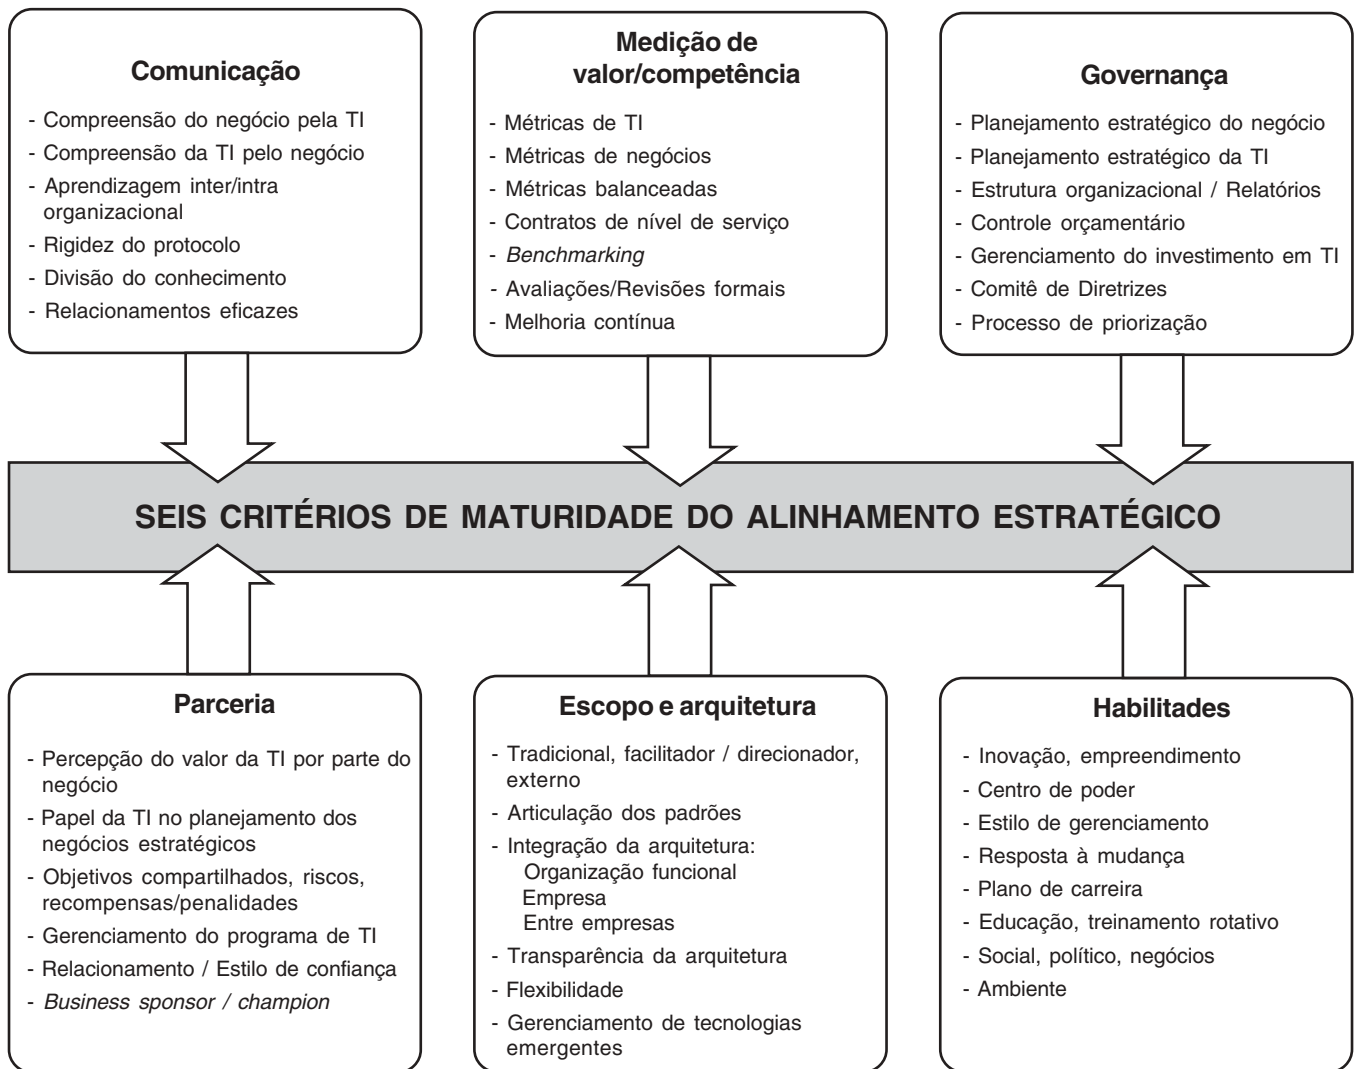 Comunicação
- Compreensão do negócio pela TI
- Compreensão da TI pelo negócio
- Aprendizagem inter/intra
organizacional
- Rigidez do protocolo
- Divisão do conhecimento
- Relacionamentos eficazes
Medição de
valor/competência
- Métricas de TI
- Métricas de negócios
- Métricas balanceadas
- Contratos de nível de serviço
- Benchmarking
- Avaliações/Revisões formais
- Melhoria contínua
Governança
- Planejamento estratégico do negócio
- Planejamento estratégico da TI
- Estrutura organizacional / Relatórios
- Controle orçamentário
- Gerenciamento do investimento em TI
- Comitê de Diretrizes
- Processo de priorização
SEIS CRITÉRIOS DE MATURIDADE DO ALINHAMENTO ESTRATÉGICO
Parceria
- Percepção do valor da TI por parte do
negócio
- Papel da TI no planejamento dos
negócios estratégicos
- Objetivos compartilhados, riscos,
recompensas/penalidades
- Gerenciamento do programa de TI
- Relacionamento / Estilo de confiança
- Business sponsor / champion
Escopo e arquitetura
- Tradicional, facilitador / direcionador,
externo
- Articulação dos padrões
- Integração da arquitetura:
Organização funcional
Empresa
Entre empresas
- Transparência da arquitetura
- Flexibilidade
- Gerenciamento de tecnologias
emergentes
Habilitades
- Inovação, empreendimento
- Centro de poder
- Estilo de gerenciamento
- Resposta à mudança
- Plano de carreira
- Educação, treinamento rotativo
- Social, político, negócios
- Ambiente